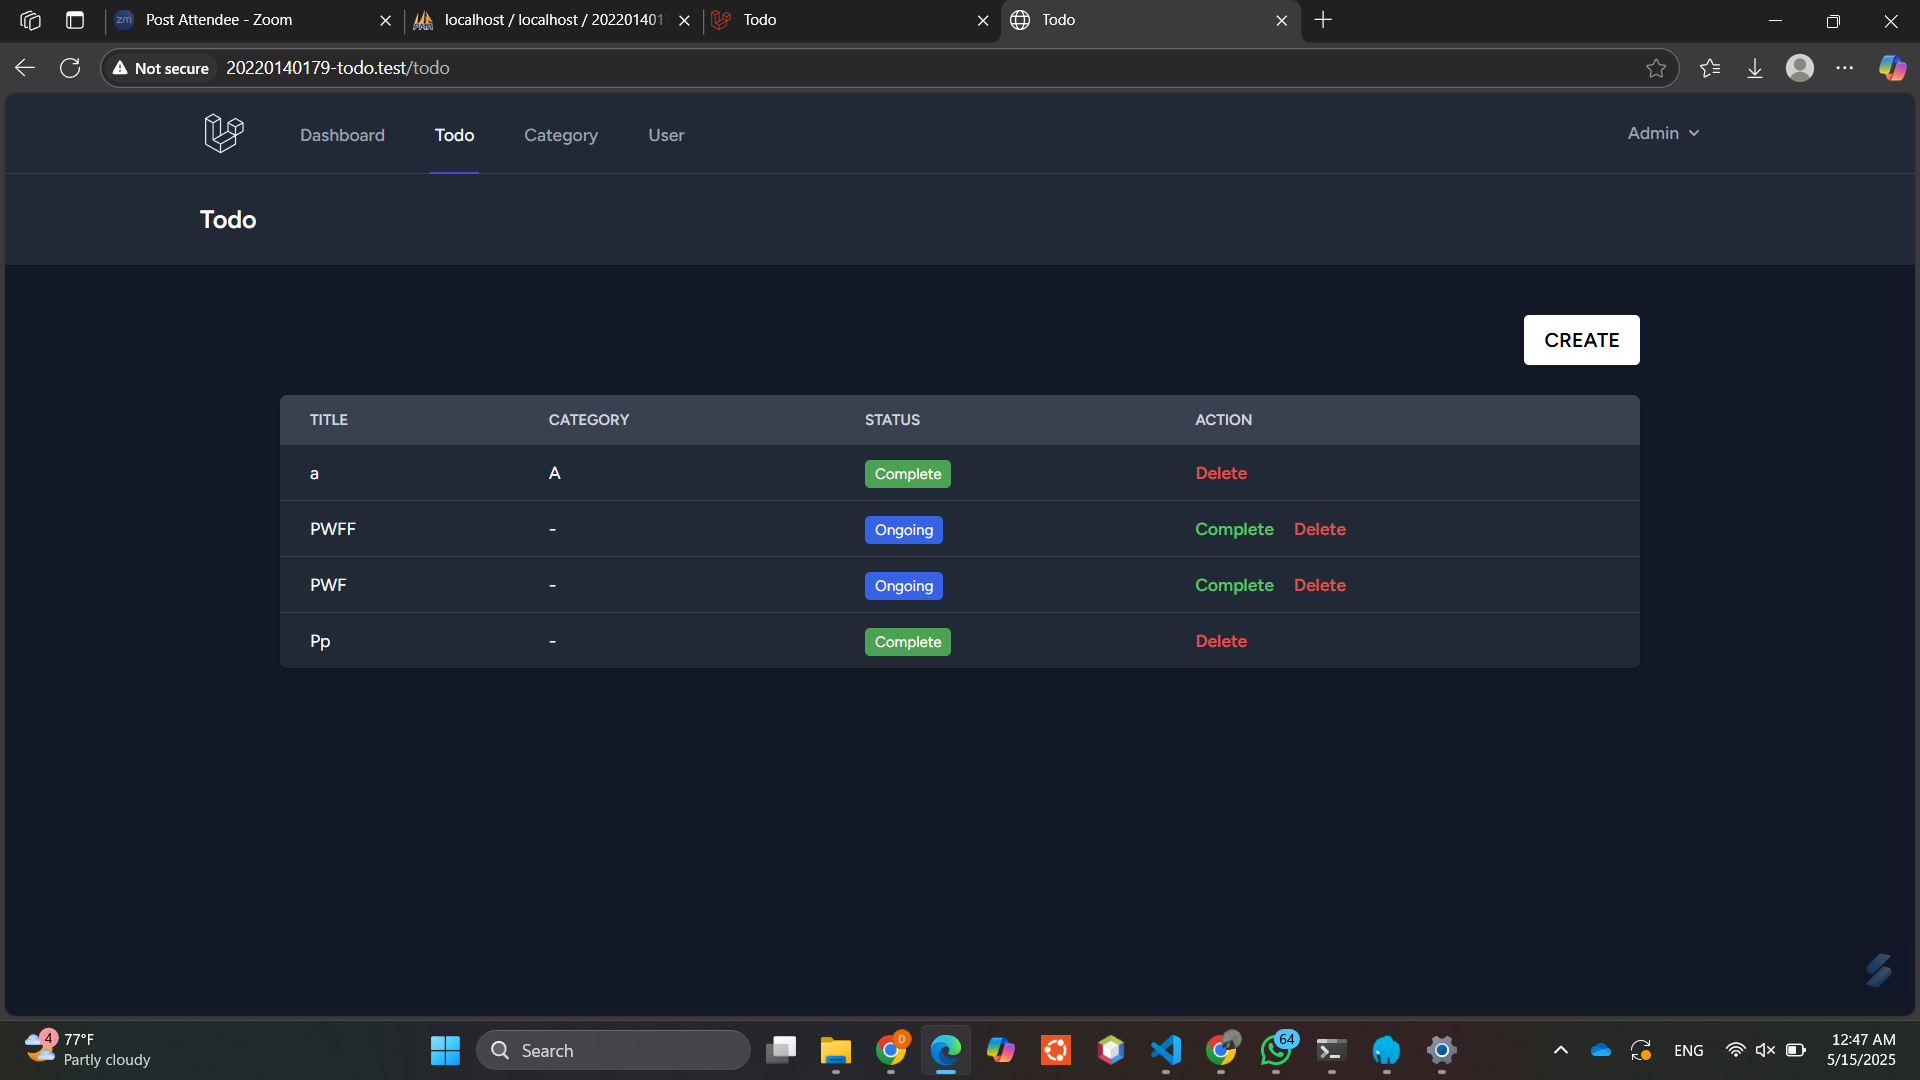 Post Attendee - Zoom
localhost / localhost / 20220140
Todo
Todo
Not secure
20220140179-todo.test/todo
Dashboard
Todo
Category
User
Admin
Todo
CREATE
TITLE CATEGORY STATUS ACTION
a A Complete Delete
PWFF - Ongoing Complete Delete
PWF - Ongoing Complete Delete
Pp - Complete Delete
4
77°F
Partly cloudy
Search
D
64
ENG
12:47 AM
5/15/2025